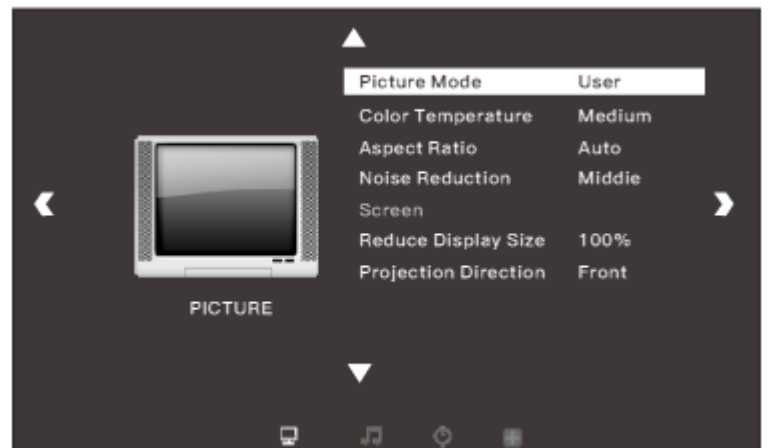 Picture Mode User
Color Temperature Medium
Aspect Ratio Auto
Noise Reduction Middie
Screen
Reduce Display Size 100%
Projection Direction Front
PICTURE